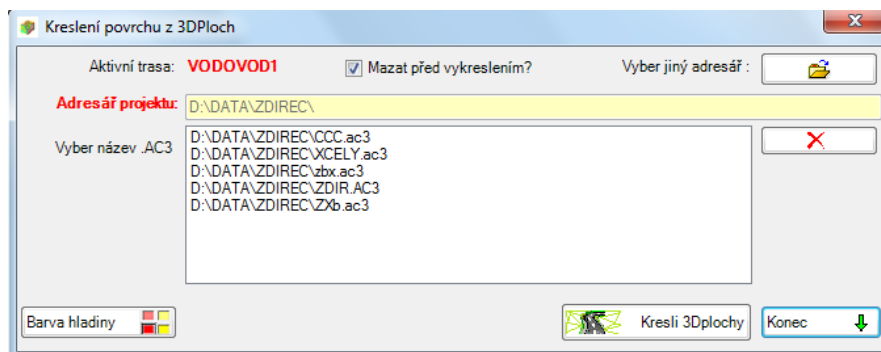 Kreslení povrchu z 3DPloch
Aktivní trasa: VODOVOD1 Mazat před vykreslením? Vyber jiný adresář :
Adresář projektu: D:\DATA\ZDIREC\
Vyber název .AC3
D:\DATA\ZDIREC\CCC.ac3
D:\DATA\ZDIREC\XCELY.ac3
D:\DATA\ZDIREC\zbx.ac3
D:\DATA\ZDIREC\ZDIR.AC3
D:\DATA\ZDIREC\ZXb.ac3
Barva hladiny Kresli 3Dplochy Konec